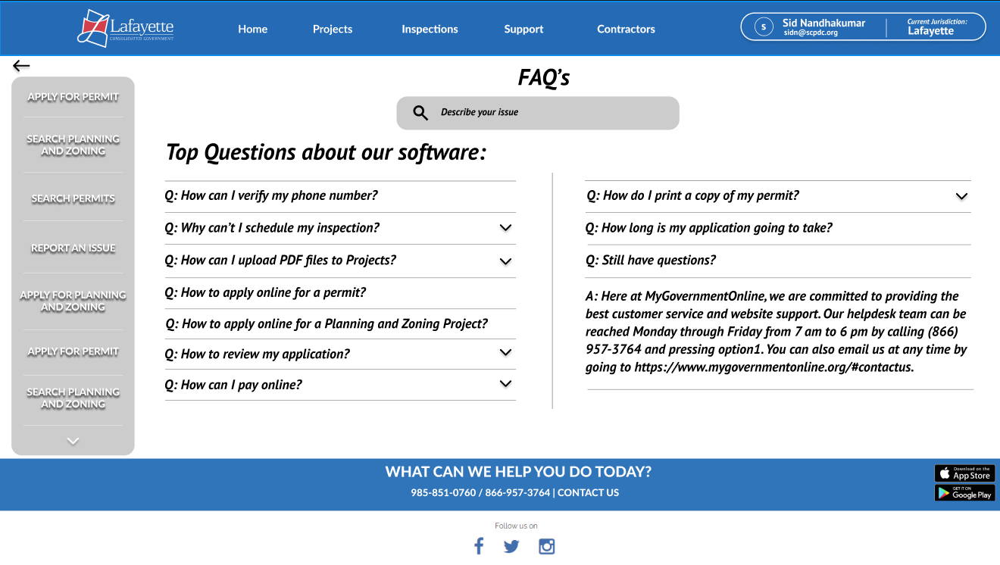 Lafayette
CONSOLIDATED GOVERNMENT
Home
Projects
Inspections
Support
Contractors
S
Sid Nandhakumar
sidn@scpdc.org
Current Jurisdiction:
Lafayette
APPLY FOR PERMIT
SEARCH PLANNING
AND ZONING
SEARCH PERMITS
REPORT AN ISSUE
APPLY FOR PLANNING
AND ZONING
APPLY FOR PERMIT
SEARCH PLANNING
AND ZONING
FAQ's
Describe your issue
Top Questions about our software:
Q: How can I verify my phone number?
Q: Why can't I schedule my inspection?
Q: How can I upload PDF files to Projects?
Q: How to apply online for a permit?
Q: How to apply online for a Planning and Zoning Project?
Q: How to review my application?
Q: How can I pay online?
Q: How do I print a copy of my permit?
Q: How long is my application going to take?
Q: Still have questions?
A: Here at MyGovernmentOnline, we are committed to providing the
best customer service and website support. Our helpdesk team can be
reached Monday through Friday from 7 am to 6 pm by calling (866)
957-3764 and pressing option1. You can also email us at any time by
going to https://www.mygovernmentonline.org/#contactus.
WHAT CAN WE HELP YOU DO TODAY?
985-851-0760 / 866-957-3764 | CONTACT US
Download on the
App Store
GET IT ON
Google Play
Follow us on